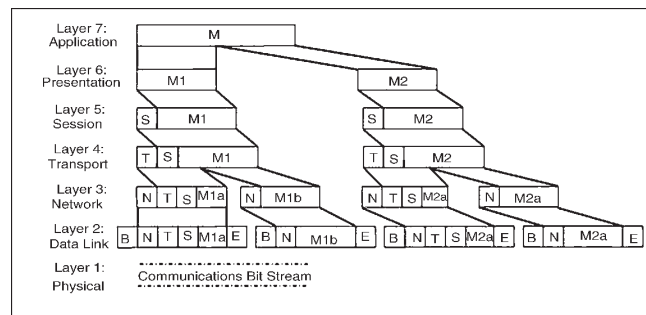 Layer 7:
Application
M
Layer 6:
Presentation
M1
M2
Layer 5:
Session
S M1
S M2
Layer 4:
Transport
T S M1
T S M2
Layer 3:
Network
N T S M1a
N M1b
N T S M2a
N M2a
Layer 2:
Data Link
B N T S M1a E
B N M1b E
B N T S M2a E
B N M2a E
Layer 1:
Physical
Communications Bit Stream